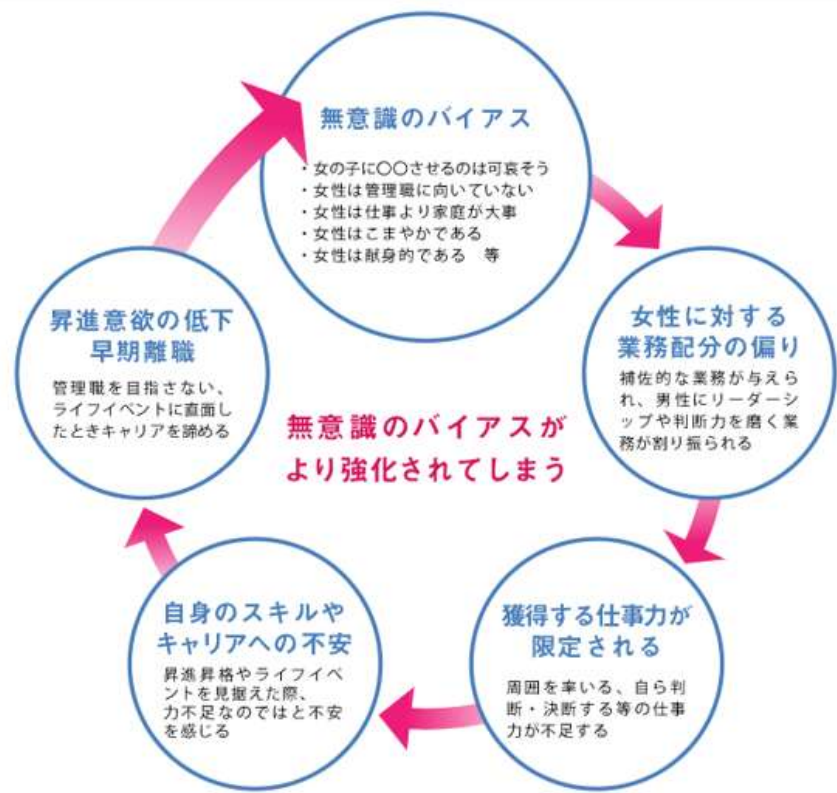 無意識のバイアス
・女の子に〇〇させるのは可哀そう
・女性は管理職に向いていない
・女性は仕事より家庭が大事
・女性はこまやかである
・女性は献身的である 等
女性に対する
業務配分の偏り
補佐的な業務が与えら
れ、男性にリーダーシ
ップや判断力を磨く業
務が割り振られる
獲得する仕事力が
限定される
周囲を率いる、自ら判
断・決断する等の仕事
力が不足する
自身のスキルや
キャリアへの不安
昇進昇格やライフイベ
ントを見据えた際、
力不足なのではと不安
を感じる
昇進意欲の低下
早期離職
管理職を目指さない、
ライフイベントに直面し
たときキャリアを諦める
無意識のバイアスが
より強化されてしまう